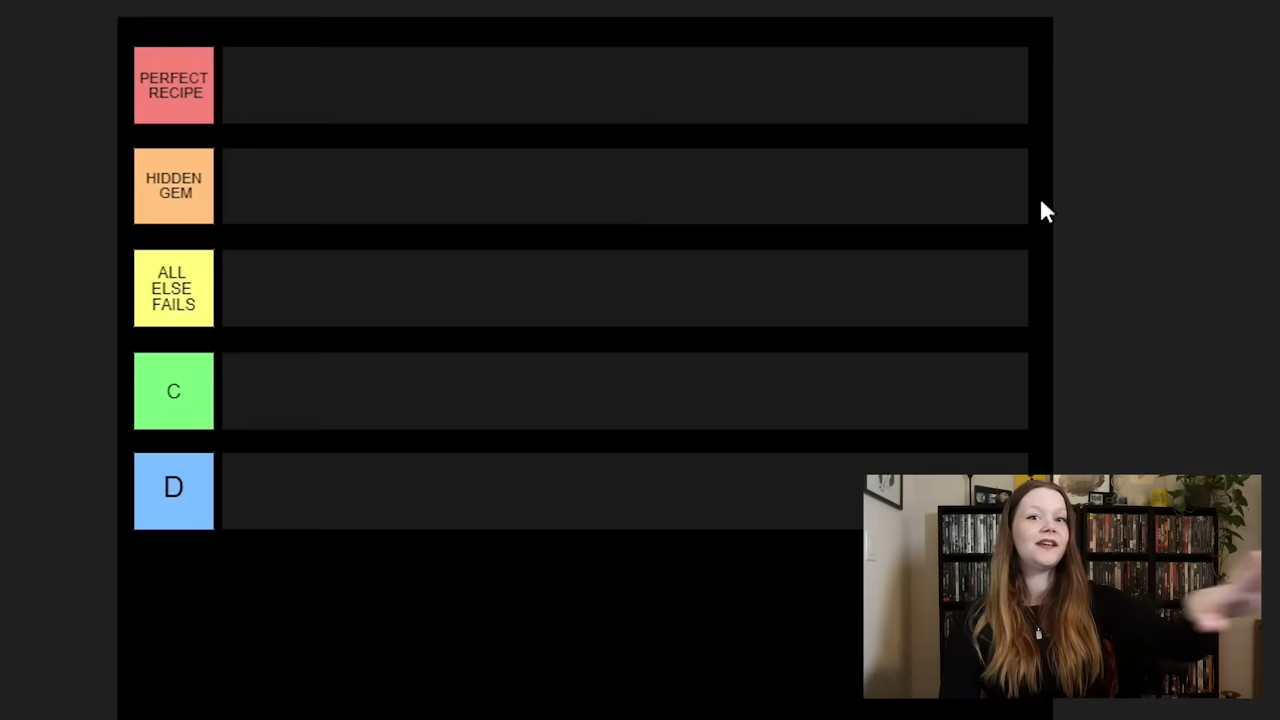 PERFECT
RECIPE
HIDDEN
GEM
ALL
ELSE
FAILS
C
D